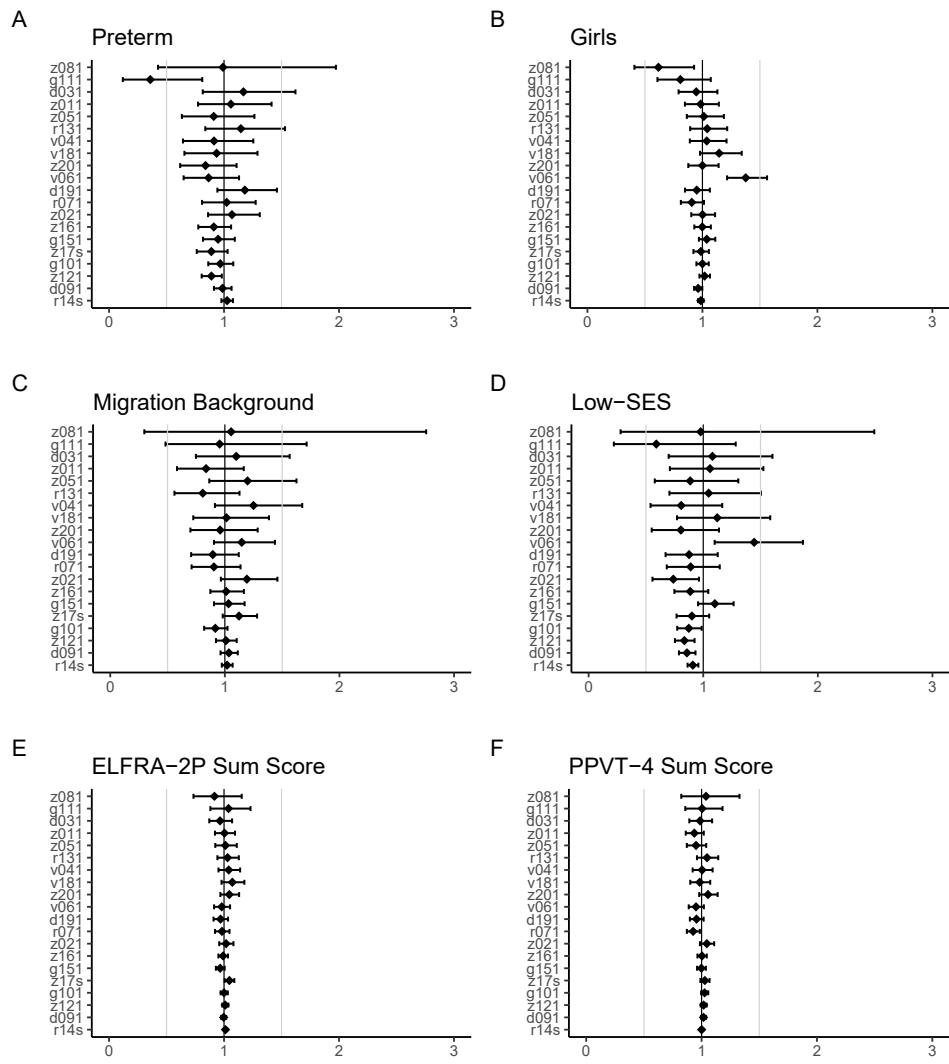 A
Preterm
z081
g111
d031
z011
z051
r131
v041
v181
z201
v061
d191
r071
z021
z161
g151
z17s
g101
z121
d091
r14s
0 1 2 3
B
Girls
z081
g111
d031
z011
z051
r131
v041
v181
z201
v061
d191
r071
z021
z161
g151
z17s
g101
z121
d091
r14s
0 1 2 3
C
Migration Background
z081
g111
d031
z011
z051
r131
v041
v181
z201
v061
d191
r071
z021
z161
g151
z17s
g101
z121
d091
r14s
0 1 2 3
D
Low−SES
z081
g111
d031
z011
z051
r131
v041
v181
z201
v061
d191
r071
z021
z161
g151
z17s
g101
z121
d091
r14s
0 1 2 3
E
ELFRA−2P Sum Score
z081
g111
d031
z011
z051
r131
v041
v181
z201
v061
d191
r071
z021
z161
g151
z17s
g101
z121
d091
r14s
0 1 2 3
F
PPVT−4 Sum Score
z081
g111
d031
z011
z051
r131
v041
v181
z201
v061
d191
r071
z021
z161
g151
z17s
g101
z121
d091
r14s
0 1 2 3